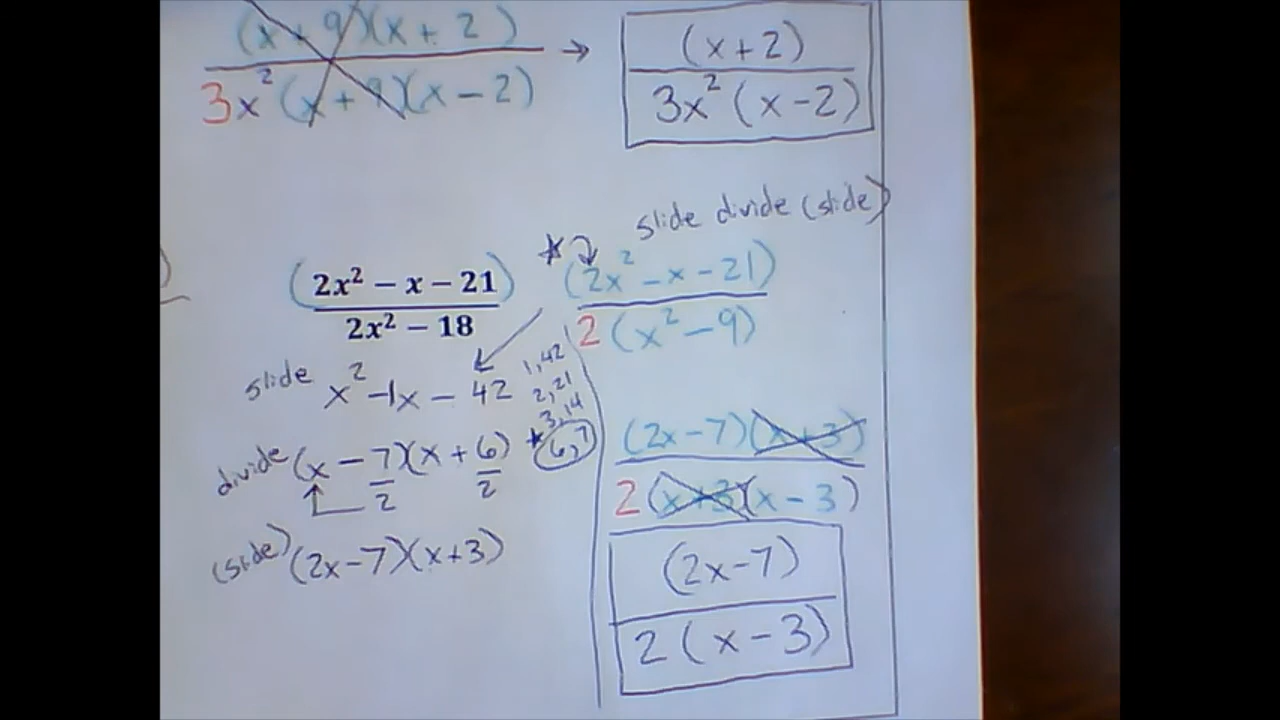 (x + 9)(x + 2)
3x²(x + 9)(x − 2)
→
(x + 2)
3x²(x − 2)
slide divide (slide)
(2x² − x − 21)
2x² − 18
* (2x² − x − 21)
2(x² − 9)
slide x² − 1x − 42
1, 42
2, 21
3, 14
* 6, 7
divide (x − 7/2)(x + 6/2)
(slide) (2x − 7)(x + 3)
(2x − 7)(x + 3)
2(x + 3)(x − 3)
(2x − 7)
2(x − 3)